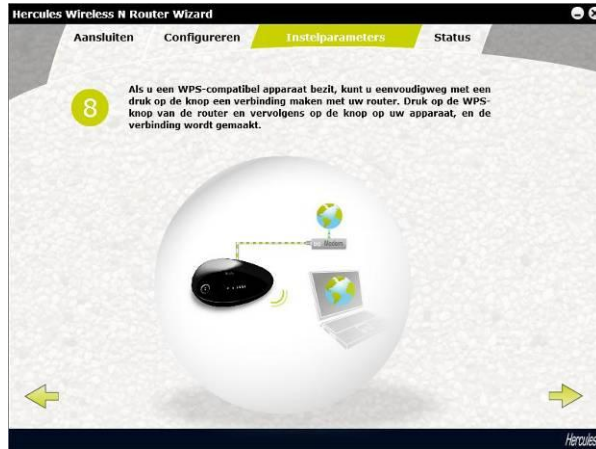 Hercules Wireless N Router Wizard
Aansluiten Configureren Instelparameters Status
8
Als u een WPS-compatibel apparaat bezit, kunt u eenvoudigweg met een
druk op de knop een verbinding maken met uw router. Druk op de WPS-
knop van de router en vervolgens op de knop op uw apparaat, en de
verbinding wordt gemaakt.
Modem
Hercules